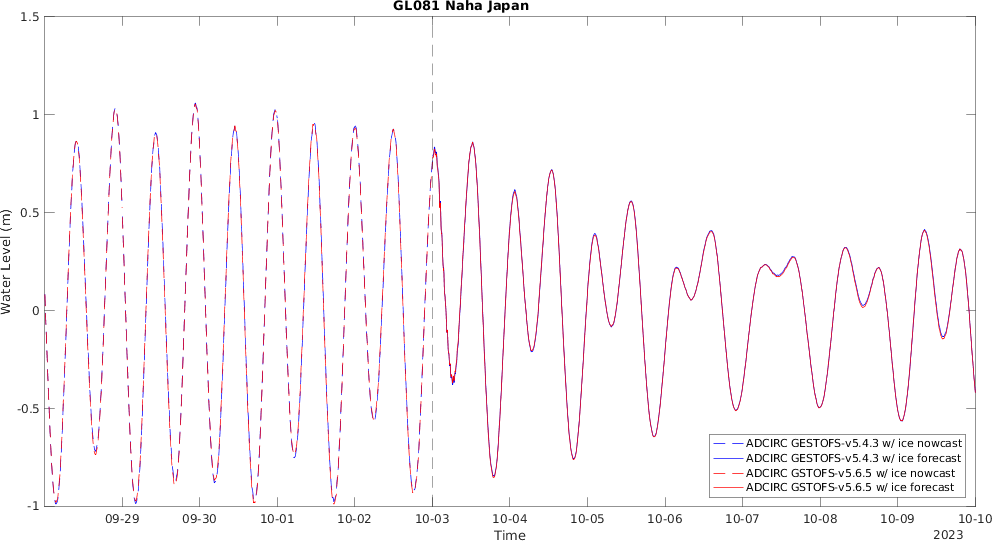 GL081 Naha Japan
1.5
1
0.5
0
-0.5
-1
Water Level (m)
09-29 09-30 10-01 10-02 10-03 10-04 10-05 10-06 10-07 10-08 10-09 10-10
Time
2023
ADCIRC GESTOFS-v5.4.3 w/ ice nowcast
ADCIRC GESTOFS-v5.4.3 w/ ice forecast
ADCIRC GSTOFS-v5.6.5 w/ ice nowcast
ADCIRC GSTOFS-v5.6.5 w/ ice forecast